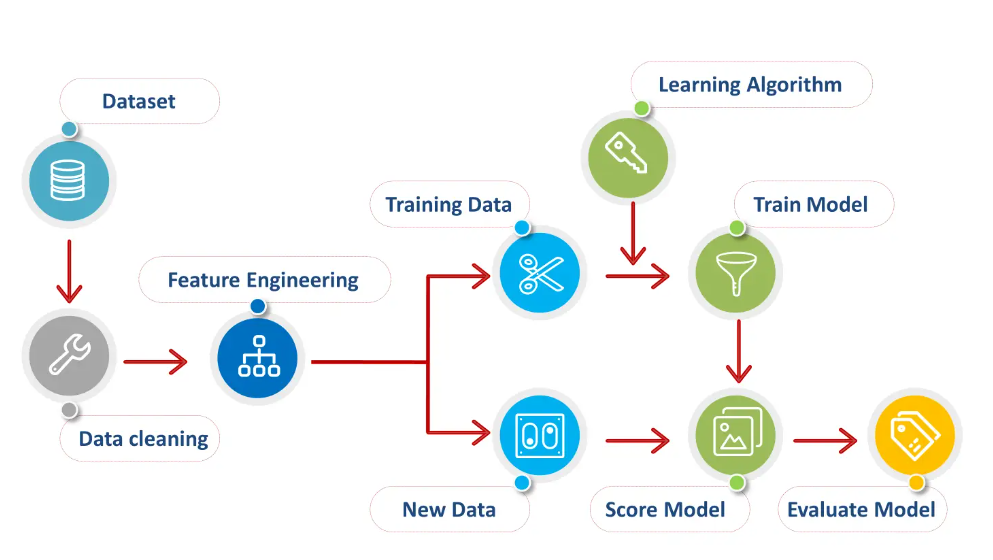 Learning Algorithm
Dataset
Training Data
Train Model
Feature Engineering
Data cleaning
New Data
Score Model
Evaluate Model